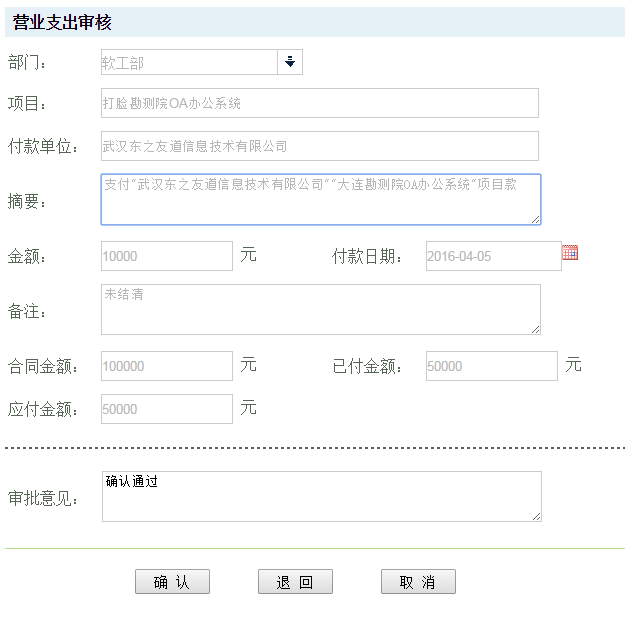 营业支出审核
部门： 软工部
项目： 打脸勘测院OA办公系统
付款单位： 武汉东之友道信息技术有限公司
摘要： 支付“武汉东之友道信息技术有限公司”“大连勘测院OA办公系统”项目款
金额： 10000 元 付款日期： 2016-04-05
备注： 未结清
合同金额： 100000 元 已付金额： 50000 元
应付金额： 50000 元
审批意见： 确认通过
确 认 退 回 取 消